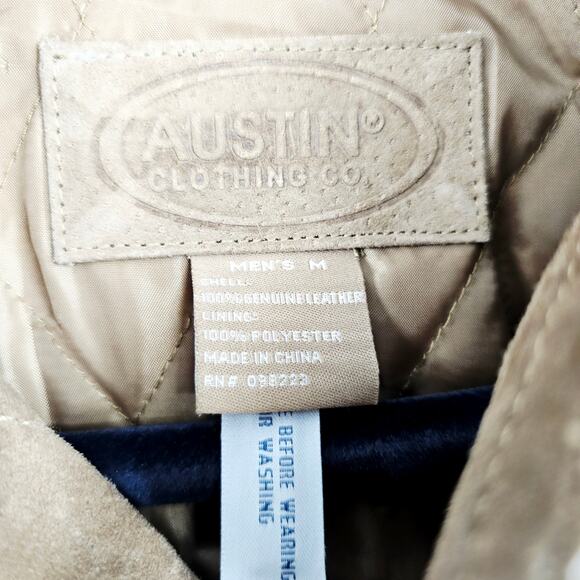 AUSTIN®
CLOTHING CO.
MEN'S M
SHELL:
100% GENUINE LEATHER
LINING:
100% POLYESTER
MADE IN CHINA
RN# 098223
BEFORE WEARING
WASHING